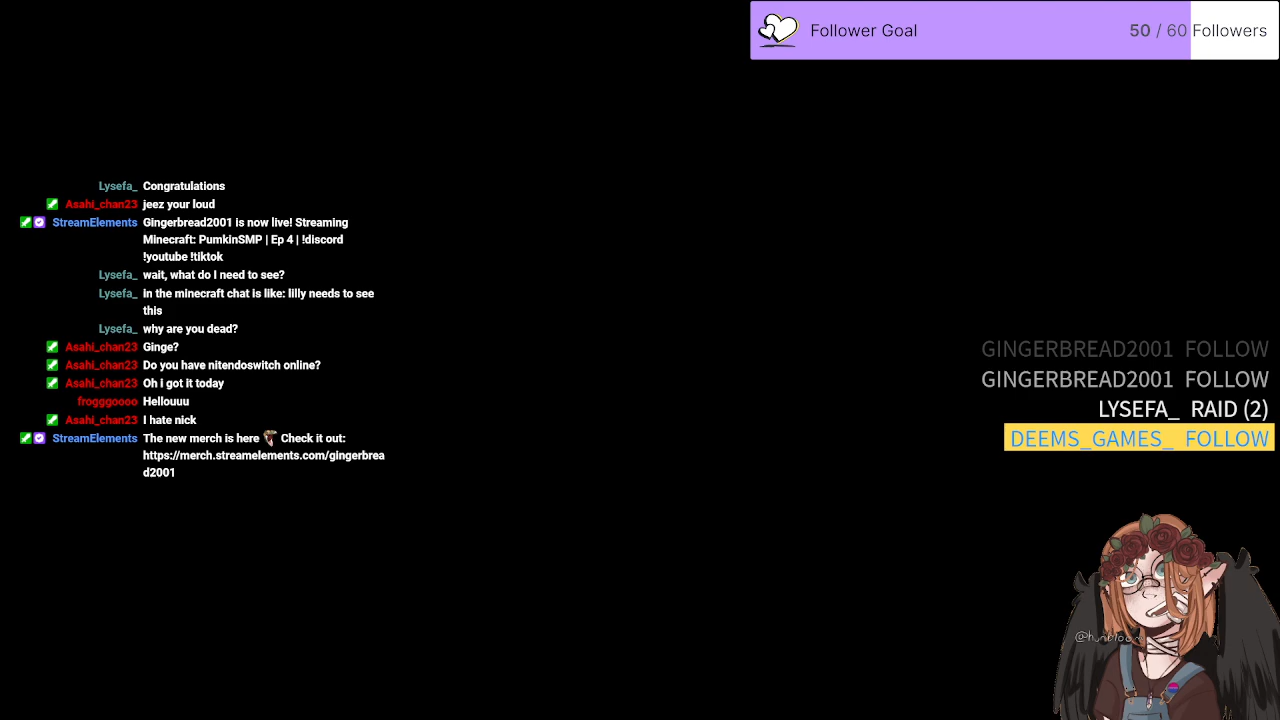 Follower Goal 50 / 60 Followers
Lysefa_ Congratulations
Asahi_chan23 jeez your loud
StreamElements Gingerbread2001 is now live! Streaming
Minecraft: PumkinSMP | Ep 4 | !discord
!youtube !tiktok
Lysefa_ wait, what do I need to see?
Lysefa_ in the minecraft chat is like: lilly needs to see
this
Lysefa_ why are you dead?
Asahi_chan23 Ginge?
Asahi_chan23 Do you have nitendoswitch online?
Asahi_chan23 Oh i got it today
frogggoooo Hellouuu
Asahi_chan23 I hate nick
StreamElements The new merch is here Check it out:
https://merch.streamelements.com/gingerbrea
d2001
GINGERBREAD2001 FOLLOW
GINGERBREAD2001 FOLLOW
LYSEFA_ RAID (2)
DEEMS_GAMES_ FOLLOW